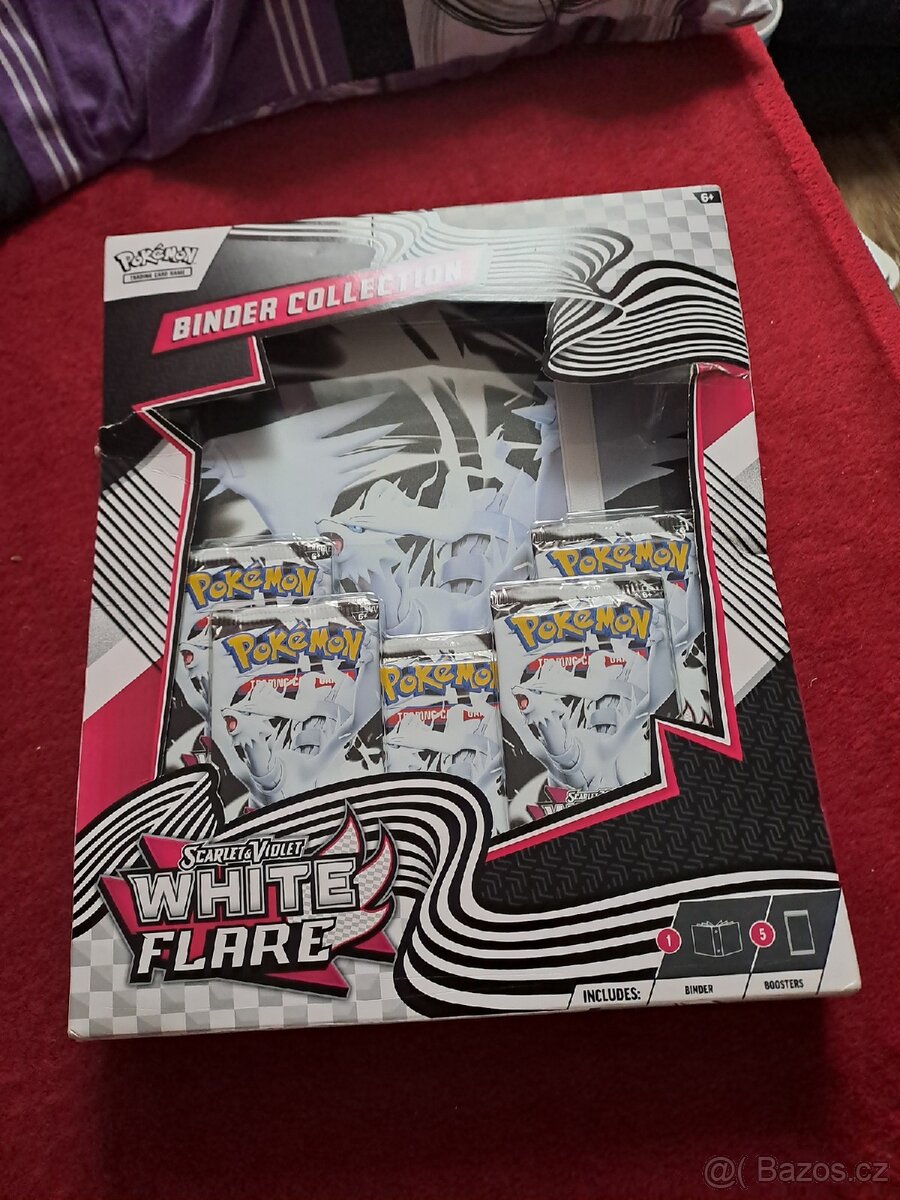 6+
POKÉMON
TRADING CARD GAME
BINDER COLLECTION
POKÉMON
POKÉMON
POKÉMON
POKÉMON
POKÉMON
SCARLET & VIOLET
WHITE
FLARE
INCLUDES:
1
BINDER
5
BOOSTERS
@( Bazos.cz